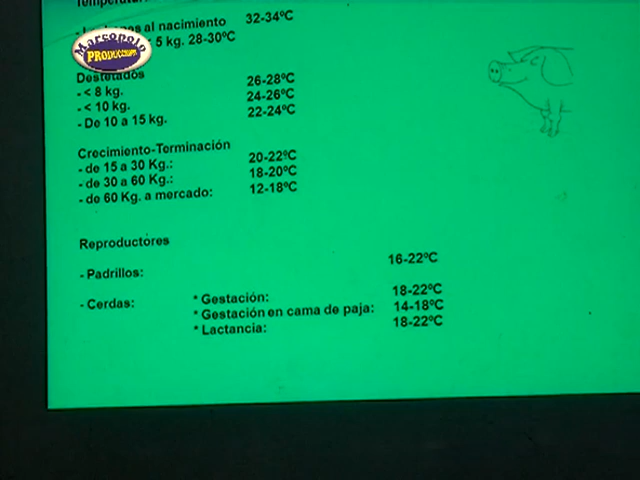 al nacimiento 32-34ºC
5 kg. 28-30ºC
Marcopolo
PRODUCCIONES
Destetados
- < 8 kg. 26-28ºC
- < 10 kg. 24-26ºC
- De 10 a 15 kg. 22-24ºC
Crecimiento-Terminación
- de 15 a 30 Kg.: 20-22ºC
- de 30 a 60 Kg.: 18-20ºC
- de 60 Kg. a mercado: 12-18ºC
Reproductores
- Padrillos: 16-22ºC
- Cerdas: * Gestación: 18-22ºC
* Gestación en cama de paja: 14-18ºC
* Lactancia: 18-22ºC